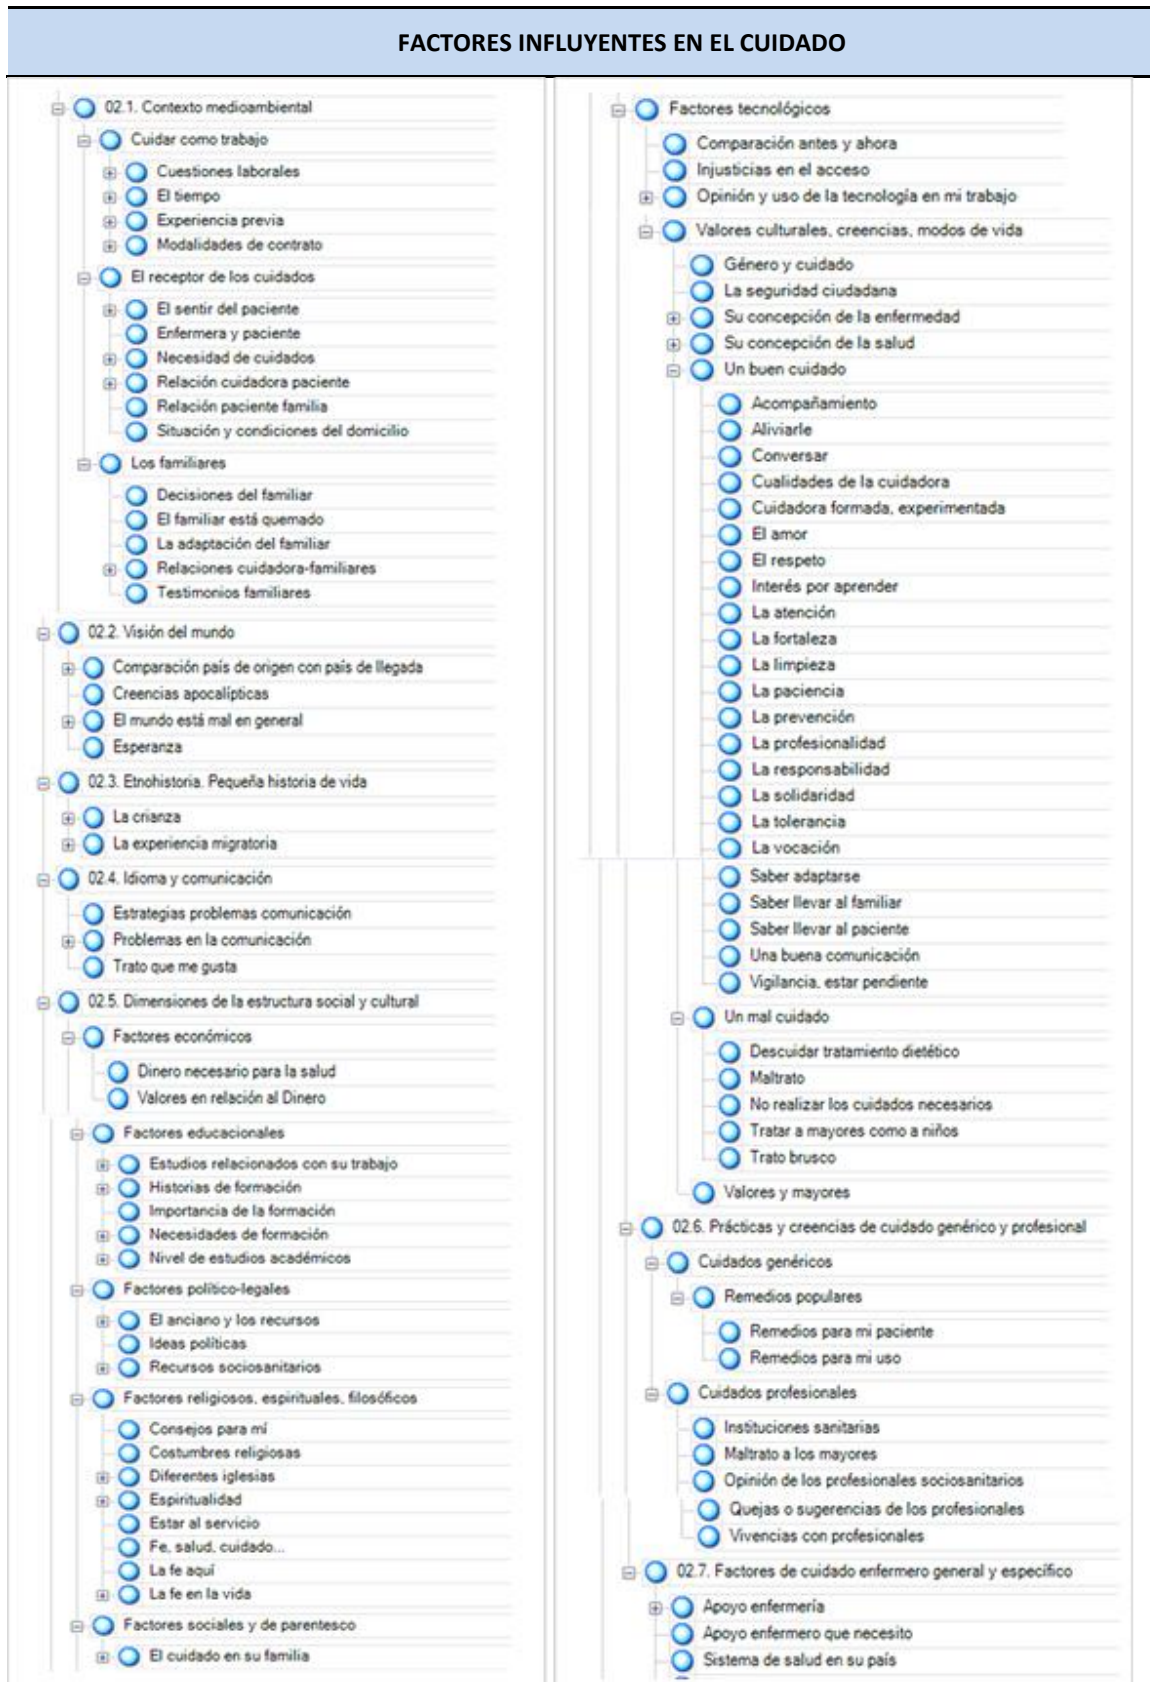 FACTORES INFLUYENTES EN EL CUIDADO
02.1. Contexto medioambiental
Cuidar como trabajo
Cuestiones laborales
El tiempo
Experiencia previa
Modalidades de contrato
El receptor de los cuidados
El sentir del paciente
Enfermera y paciente
Necesidad de cuidados
Relación cuidadora paciente
Relación paciente familia
Situación y condiciones del domicilio
Los familiares
Decisiones del familiar
El familiar está quemado
La adaptación del familiar
Relaciones cuidadora-familiares
Testimonios familiares
02.2. Visión del mundo
Comparación país de origen con país de llegada
Creencias apocalípticas
El mundo está mal en general
Esperanza
02.3. Etnohistoria. Pequeña historia de vida
La crianza
La experiencia migratoria
02.4. Idioma y comunicación
Estrategias problemas comunicación
Problemas en la comunicación
Trato que me gusta
02.5. Dimensiones de la estructura social y cultural
Factores económicos
Dinero necesario para la salud
Valores en relación al Dinero
Factores educacionales
Estudios relacionados con su trabajo
Historias de formación
Importancia de la formación
Necesidades de formación
Nivel de estudios académicos
Factores político-legales
El anciano y los recursos
Ideas políticas
Recursos sociosanitarios
Factores religiosos, espirituales, filosóficos
Consejos para mí
Costumbres religiosas
Diferentes iglesias
Espiritualidad
Estar al servicio
Fe, salud, cuidado...
La fe aquí
La fe en la vida
Factores sociales y de parentesco
El cuidado en su familia
Factores tecnológicos
Comparación antes y ahora
Injusticias en el acceso
Opinión y uso de la tecnología en mi trabajo
Valores culturales, creencias, modos de vida
Género y cuidado
La seguridad ciudadana
Su concepción de la enfermedad
Su concepción de la salud
Un buen cuidado
Acompañamiento
Aliviarle
Conversar
Cualidades de la cuidadora
Cuidadora formada, experimentada
El amor
El respeto
Interés por aprender
La atención
La fortaleza
La limpieza
La paciencia
La prevención
La profesionalidad
La responsabilidad
La solidaridad
La tolerancia
La vocación
Saber adaptarse
Saber llevar al familiar
Saber llevar al paciente
Una buena comunicación
Vigilancia, estar pendiente
Un mal cuidado
Descuidar tratamiento dietético
Maltrato
No realizar los cuidados necesarios
Tratar a mayores como a niños
Trato brusco
Valores y mayores
02.6. Prácticas y creencias de cuidado genérico y profesional
Cuidados genéricos
Remedios populares
Remedios para mi paciente
Remedios para mi uso
Cuidados profesionales
Instituciones sanitarias
Maltrato a los mayores
Opinión de los profesionales sociosanitarios
Quejas o sugerencias de los profesionales
Vivencias con profesionales
02.7. Factores de cuidado enfermero general y específico
Apoyo enfermería
Apoyo enfermero que necesito
Sistema de salud en su país